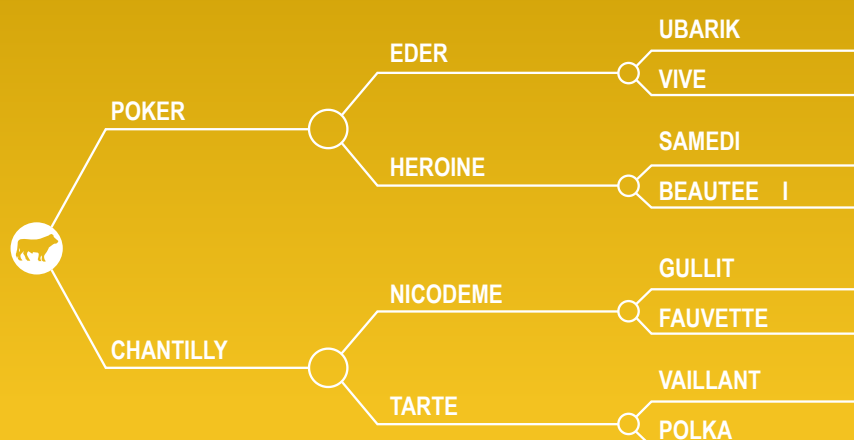 UBARIK
EDER
VIVE
POKER
SAMEDI
HEROINE
BEAUTEE I
GULLIT
NICODEME
FAUVETTE
CHANTILLY
VAILLANT
TARTE
POLKA